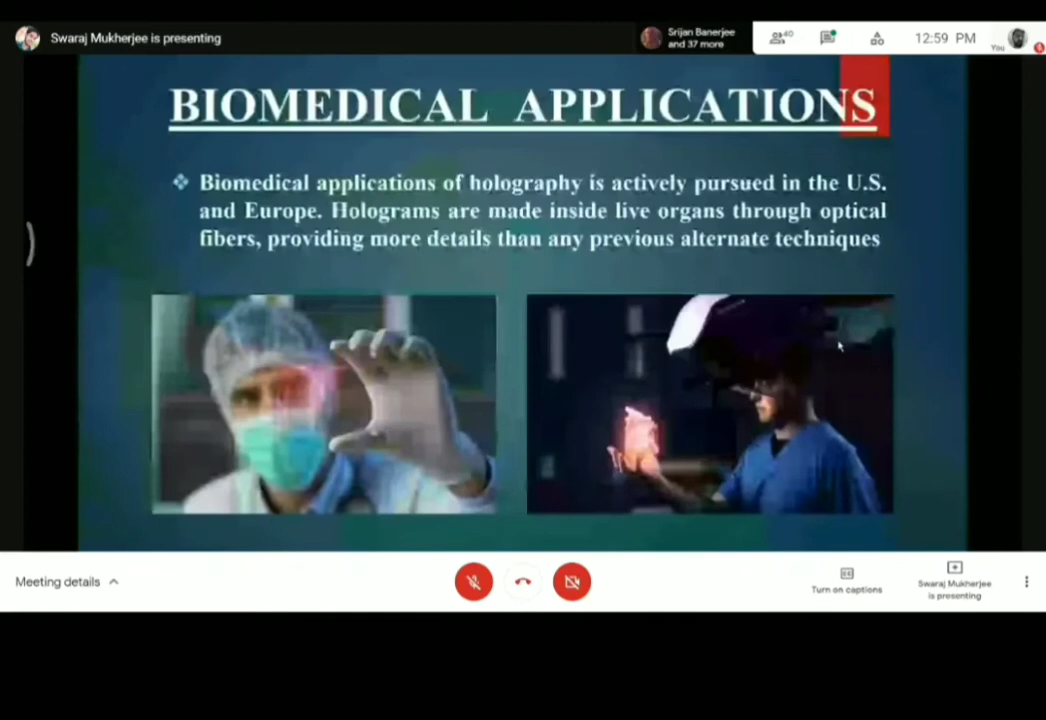 Swaraj Mukherjee is presenting
Srijan Banerjee
and 37 more
40
12:59 PM
You
BIOMEDICAL APPLICATIONS
❖ Biomedical applications of holography is actively pursued in the U.S.
and Europe. Holograms are made inside live organs through optical
fibers, providing more details than any previous alternate techniques
Meeting details
Turn on captions
Swaraj Mukherjee
is presenting